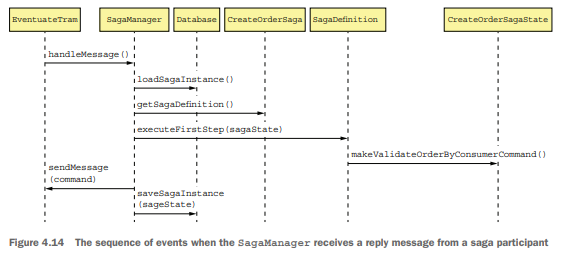 EventuateTram SagaManager Database CreateOrderSaga SagaDefinition CreateOrderSagaState
handleMessage()
loadSagaInstance()
getSagaDefinition()
executeFirstStep(sagaState)
makeValidateOrderByConsumerCommand()
sendMessage
(command)
saveSagaInstance
(sageState)
Figure 4.14 The sequence of events when the SagaManager receives a reply message from a saga participant